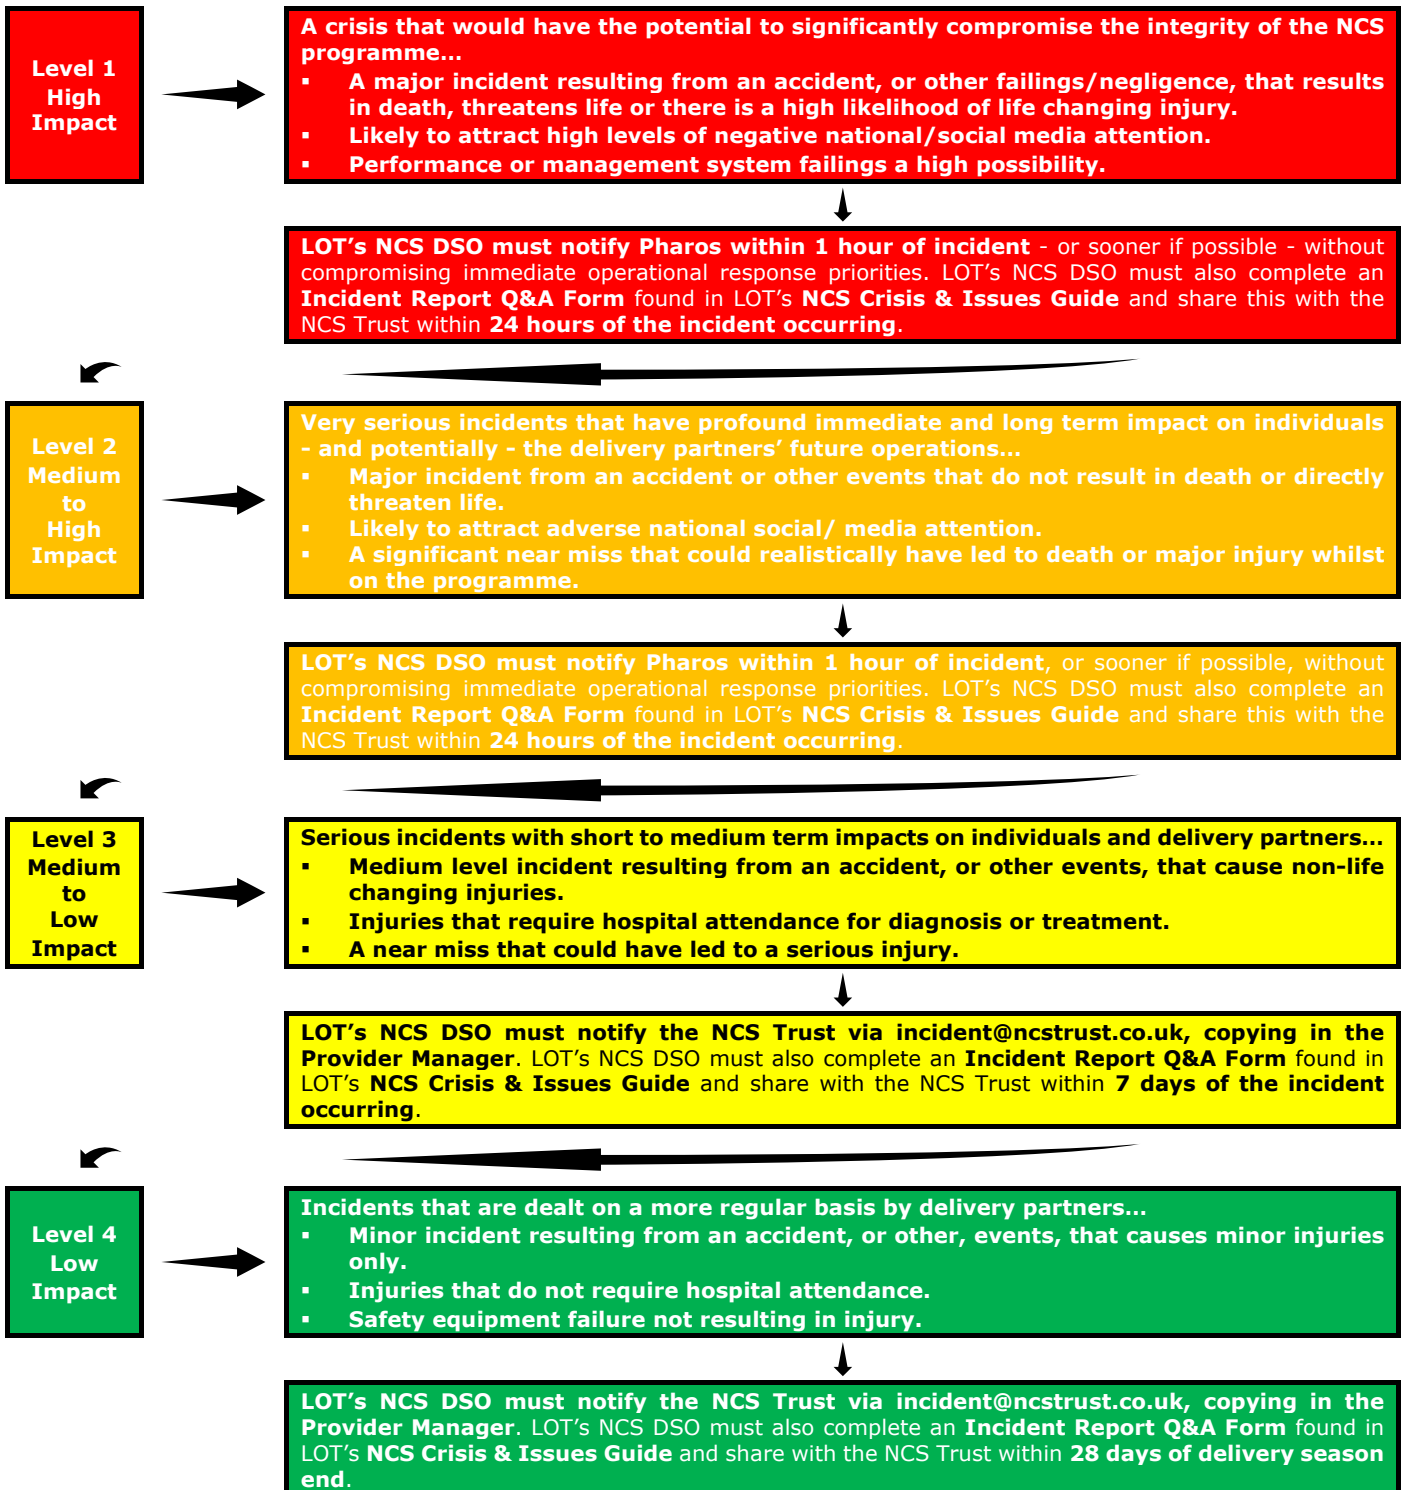 Level 1
High
Impact
A crisis that would have the potential to significantly compromise the integrity of the NCS
programme...
▪ A major incident resulting from an accident, or other failings/negligence, that results
in death, threatens life or there is a high likelihood of life changing injury.
▪ Likely to attract high levels of negative national/social media attention.
▪ Performance or management system failings a high possibility.
LOT’s NCS DSO must notify Pharos within 1 hour of incident - or sooner if possible - without
compromising immediate operational response priorities. LOT’s NCS DSO must also complete an
Incident Report Q&A Form found in LOT’s NCS Crisis & Issues Guide and share this with the
NCS Trust within 24 hours of the incident occurring.
Level 2
Medium
to
High
Impact
Very serious incidents that have profound immediate and long term impact on individuals
- and potentially - the delivery partners’ future operations...
▪ Major incident from an accident or other events that do not result in death or directly
threaten life.
▪ Likely to attract adverse national social/ media attention.
▪ A significant near miss that could realistically have led to death or major injury whilst
on the programme.
LOT’s NCS DSO must notify Pharos within 1 hour of incident, or sooner if possible, without
compromising immediate operational response priorities. LOT’s NCS DSO must also complete an
Incident Report Q&A Form found in LOT’s NCS Crisis & Issues Guide and share this with the
NCS Trust within 24 hours of the incident occurring.
Level 3
Medium
to
Low
Impact
Serious incidents with short to medium term impacts on individuals and delivery partners...
▪ Medium level incident resulting from an accident, or other events, that cause non-life
changing injuries.
▪ Injuries that require hospital attendance for diagnosis or treatment.
▪ A near miss that could have led to a serious injury.
LOT’s NCS DSO must notify the NCS Trust via incident@ncstrust.co.uk, copying in the
Provider Manager. LOT’s NCS DSO must also complete an Incident Report Q&A Form found in
LOT’s NCS Crisis & Issues Guide and share with the NCS Trust within 7 days of the incident
occurring.
Level 4
Low
Impact
Incidents that are dealt on a more regular basis by delivery partners...
▪ Minor incident resulting from an accident, or other, events, that causes minor injuries
only.
▪ Injuries that do not require hospital attendance.
▪ Safety equipment failure not resulting in injury.
LOT’s NCS DSO must notify the NCS Trust via incident@ncstrust.co.uk, copying in the
Provider Manager. LOT’s NCS DSO must also complete an Incident Report Q&A Form found in
LOT’s NCS Crisis & Issues Guide and share with the NCS Trust within 28 days of delivery season
end.